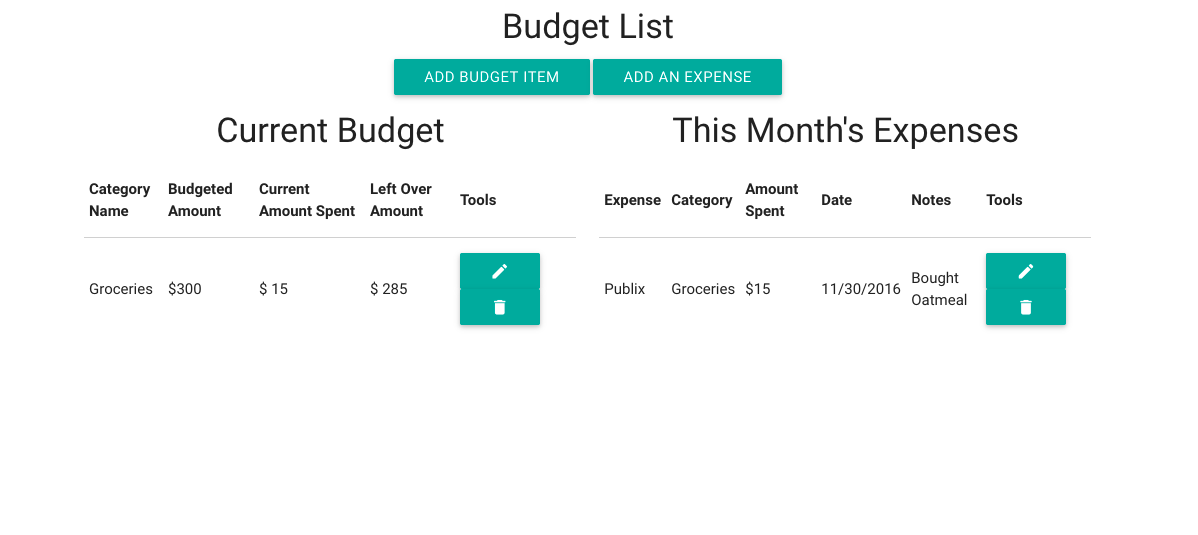 Budget List
ADD BUDGET ITEM ADD AN EXPENSE
Current Budget
Category Name Budgeted Amount Current Amount Spent Left Over Amount Tools
Groceries $300 $ 15 $ 285
This Month's Expenses
Expense Category Amount Spent Date Notes Tools
Publix Groceries $15 11/30/2016 Bought Oatmeal